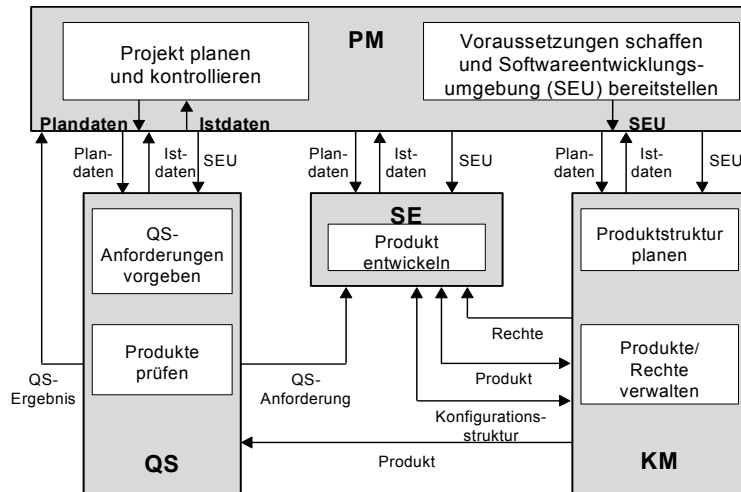 PM
Projekt planen
und kontrollieren
Voraussetzungen schaffen
und Softwareentwicklungs-
umgebung (SEU) bereitstellen
Plandaten
Istdaten
SEU
Plan-
daten
Ist-
daten
SEU
Plan-
daten
Ist-
daten
SEU
Plan-
daten
Ist-
daten
SEU
QS-
Anforderungen
vorgeben
SE
Produkt
entwickeln
Produktstruktur
planen
Produkte
prüfen
Rechte
Produkte/
Rechte
verwalten
QS-
Ergebnis
QS-
Anforderung
Produkt
Konfigurations-
struktur
QS
Produkt
KM